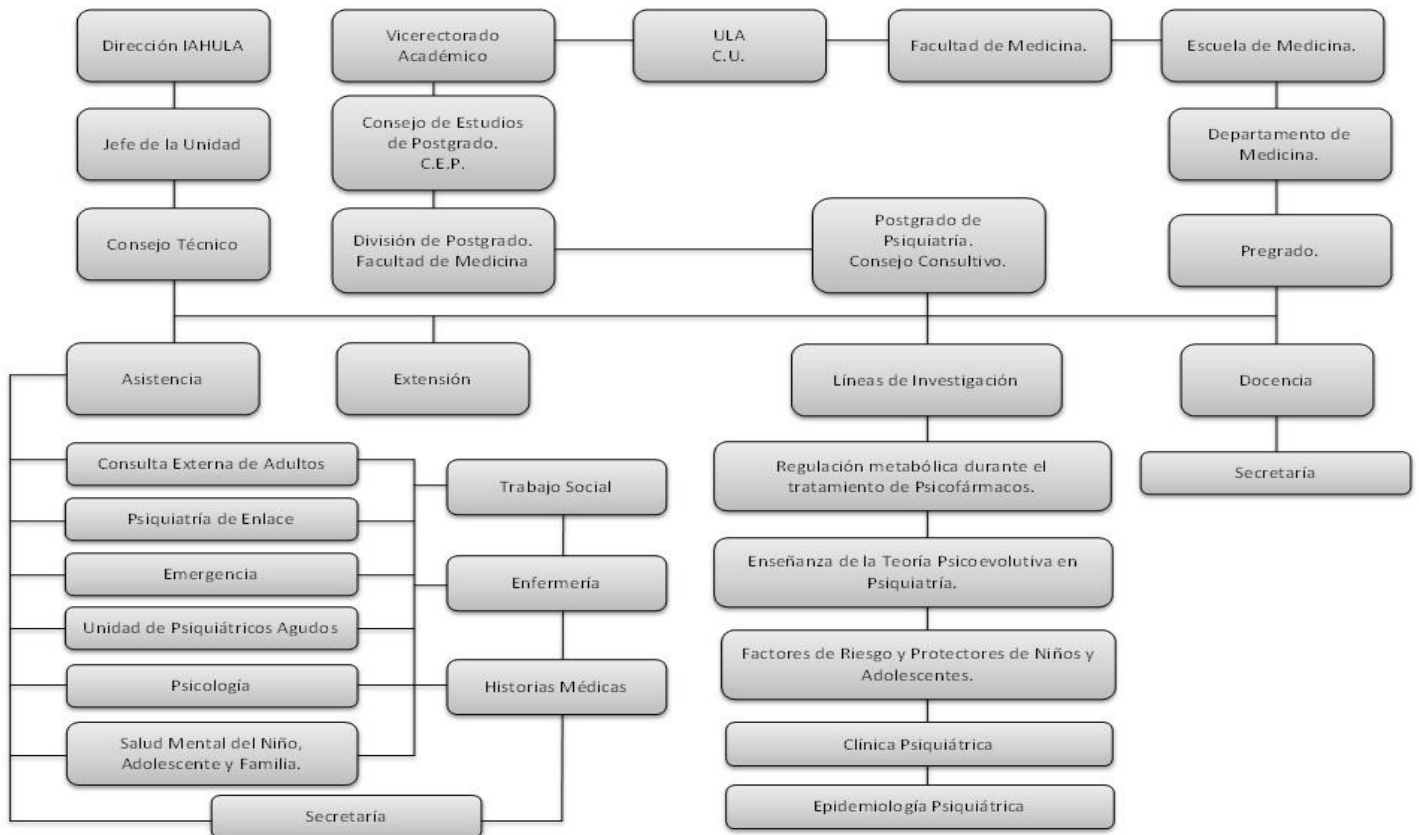 Dirección IAHULA
Vicerectorado
Académico
ULA
C.U.
Facultad de Medicina.
Escuela de Medicina.
Jefe de la Unidad
Consejo de Estudios
de Postgrado.
C.E.P.
Departamento de
Medicina.
Consejo Técnico
División de Postgrado.
Facultad de Medicina
Postgrado de
Psiquiatría.
Consejo Consultivo.
Pregrado.
Asistencia
Extensión
Líneas de Investigación
Docencia
Consulta Externa de Adultos
Psiquiatría de Enlace
Emergencia
Unidad de Psiquiátricos Agudos
Psicología
Salud Mental del Niño,
Adolescente y Familia.
Trabajo Social
Enfermería
Historias Médicas
Secretaría
Regulación metabólica durante el
tratamiento de Psicofármacos.
Enseñanza de la Teoría Psicoevolutiva en
Psiquiatría.
Factores de Riesgo y Protectores de Niños y
Adolescentes.
Clínica Psiquiátrica
Epidemiología Psiquiátrica
Secretaría